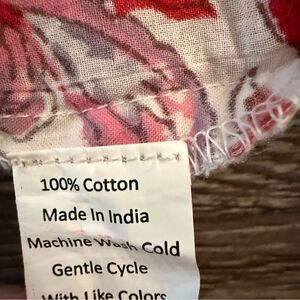 100% Cotton
Made In India
Machine Wash Cold
Gentle Cycle
With Like Colors